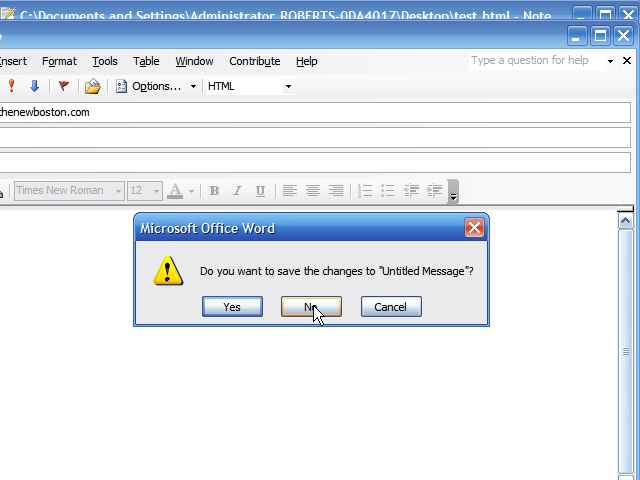 C:\Documents and Settings\Administrator.ROBERTS-0DA4017\Desktop\test.html - Note
Format Tools Table Window Contribute Help Type a question for help
Options... HTML
thenewboston.com
Times New Roman 12 A B I U
Microsoft Office Word
Do you want to save the changes to "Untitled Message"?
Yes No Cancel